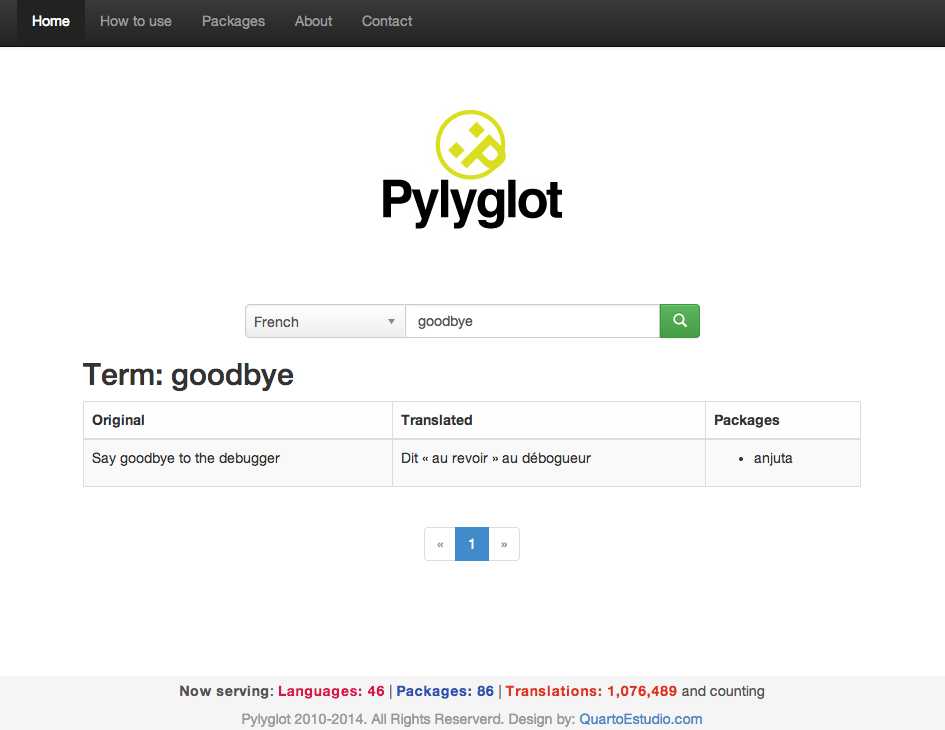 Home How to use Packages About Contact
Pylyglot
French goodbye
Term: goodbye
Original Translated Packages
Say goodbye to the debugger Dit « au revoir » au débogueur • anjuta
« 1 »
Now serving: Languages: 46 | Packages: 86 | Translations: 1,076,489 and counting
Pylyglot 2010-2014. All Rights Reserverd. Design by: QuartoEstudio.com